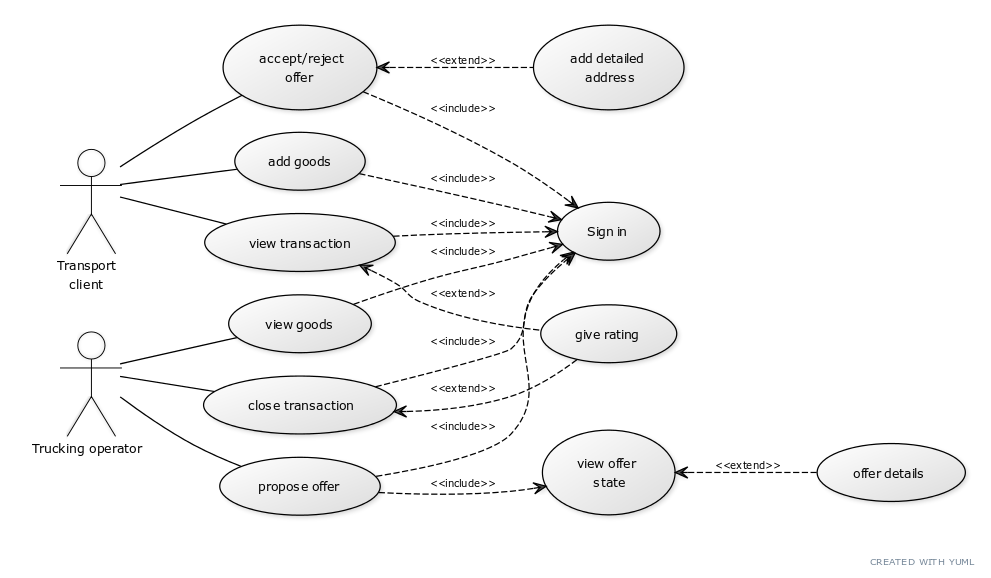 accept/reject
offer
<<extend>>
add detailed
address
<<include>>
add goods
<<include>>
view transaction
<<include>>
Sign in
<<include>>
Transport
client
<<extend>>
view goods
give rating
<<include>>
<<extend>>
close transaction
<<include>>
Trucking operator
view offer
state
<<extend>>
offer details
propose offer
<<include>>
CREATED WITH YUML